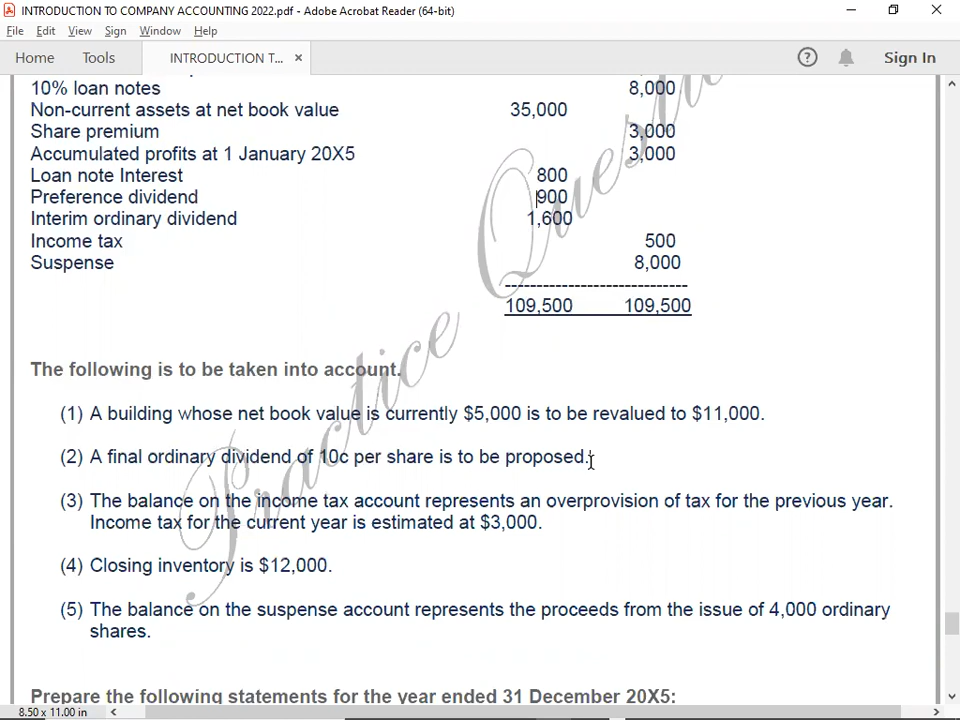 INTRODUCTION TO COMPANY ACCOUNTING 2022.pdf - Adobe Acrobat Reader (64-bit)
File Edit View Sign Window Help
Home Tools INTRODUCTION T... × Sign In
10% loan notes 8,000
Non-current assets at net book value 35,000
Share premium 3,000
Accumulated profits at 1 January 20X5 3,000
Loan note Interest 800
Preference dividend 900
Interim ordinary dividend 1,600
Income tax 500
Suspense 8,000
-----------------------------
109,500 109,500
The following is to be taken into account.
(1) A building whose net book value is currently $5,000 is to be revalued to $11,000.
(2) A final ordinary dividend of 10c per share is to be proposed.
(3) The balance on the income tax account represents an overprovision of tax for the previous year.
Income tax for the current year is estimated at $3,000.
(4) Closing inventory is $12,000.
(5) The balance on the suspense account represents the proceeds from the issue of 4,000 ordinary
shares.
Prepare the following statements for the year ended 31 December 20X5:
8.50 x 11.00 in
Practice Questi